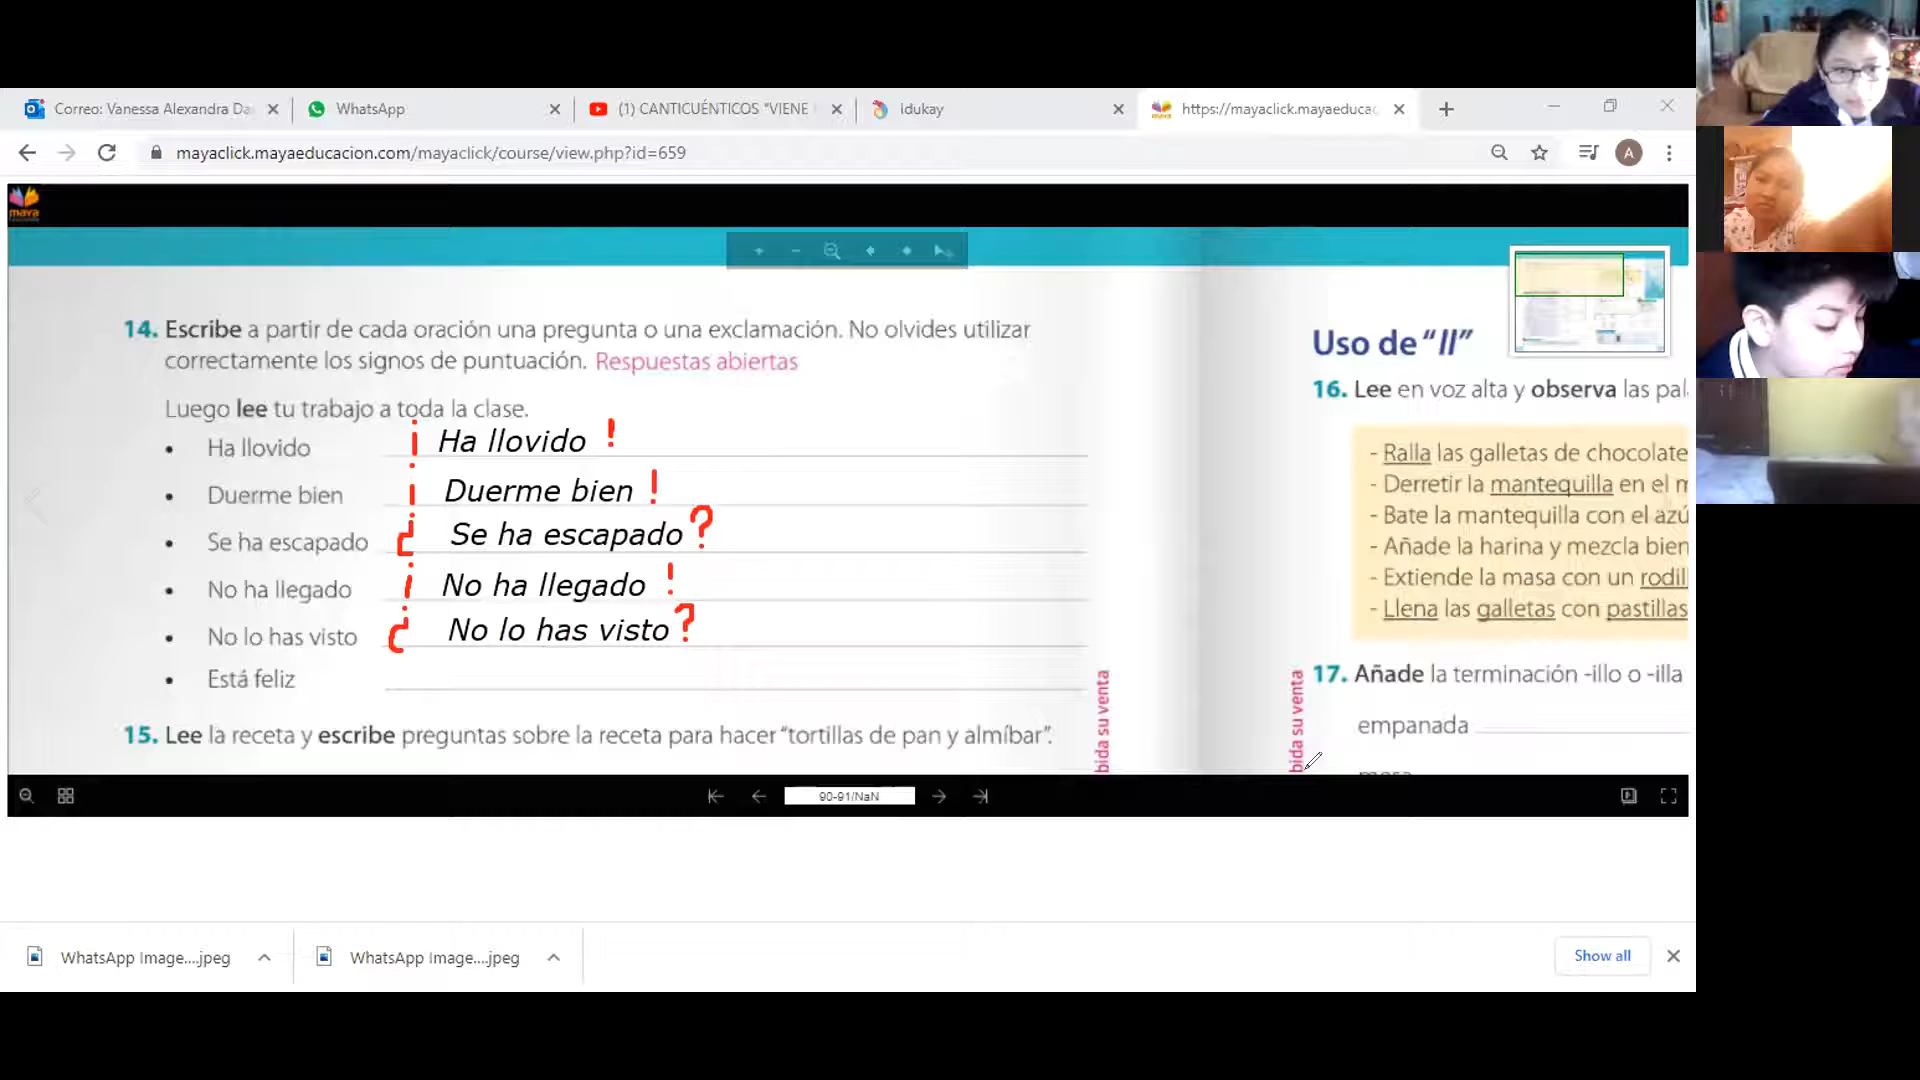 Correo: Vanessa Alexandra Da
WhatsApp
(1) CANTICUÉNTICOS "VIENE
Idukay
https://mayaclick.mayaeducac
mayaclick.mayaeducacion.com/mayaclick/course/view.php?id=659
A
maya
14. Escribe a partir de cada oración una pregunta o una exclamación. No olvides utilizar
correctamente los signos de puntuación. Respuestas abiertas
Luego lee tu trabajo a toda la clase.
• Ha llovido ¡ Ha llovido !
• Duerme bien ¡ Duerme bien !
• Se ha escapado ¿ Se ha escapado ?
• No ha llegado ¡ No ha llegado !
• No lo has visto ¿ No lo has visto ?
• Está feliz
15. Lee la receta y escribe preguntas sobre la receta para hacer “tortillas de pan y almíbar”.
bida su venta
Uso de “ll”
16. Lee en voz alta y observa las pal
- Ralla las galletas de chocolate
- Derretir la mantequilla en el m
- Bate la mantequilla con el azú
- Añade la harina y mezcla bien
- Extiende la masa con un rodil
- Llena las galletas con pastillas
bida su venta
17. Añade la terminación -illo o -illa
empanada
90-91/NaN
WhatsApp Image....jpeg
WhatsApp Image....jpeg
Show all